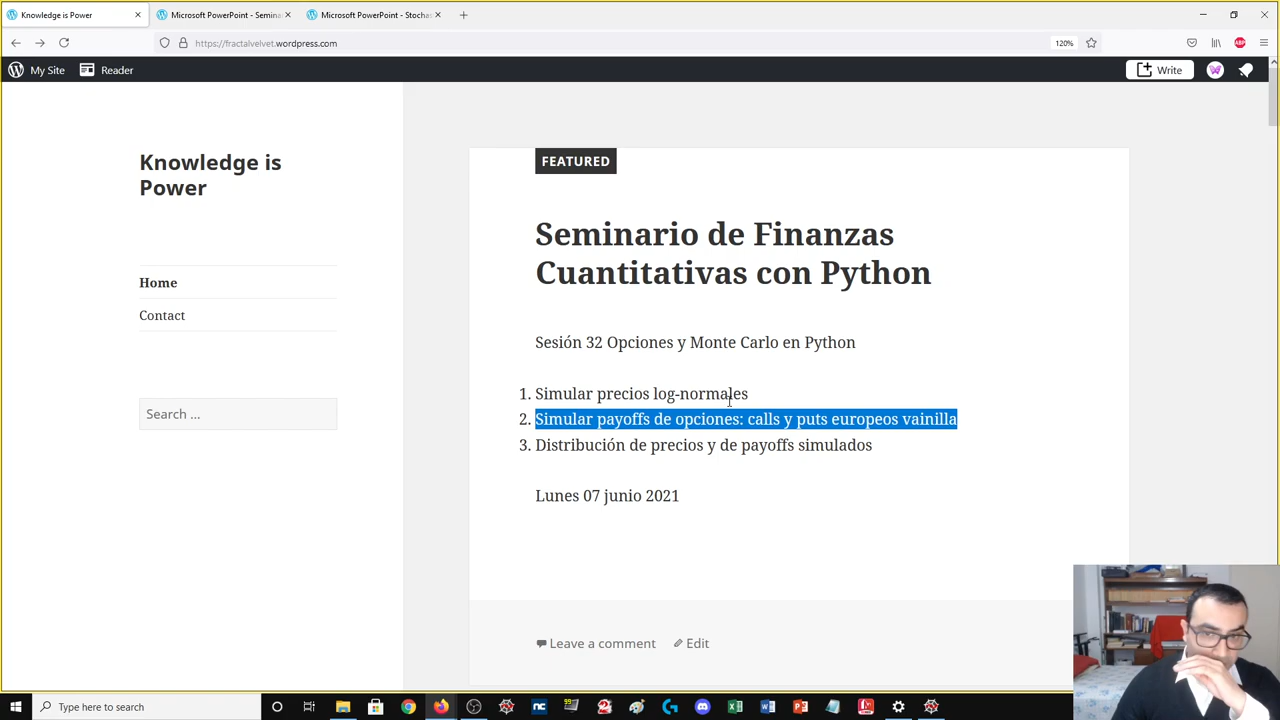 Knowledge is Power
Microsoft PowerPoint - Semina
Microsoft PowerPoint - Stochas
https://fractalvelvet.wordpress.com
120%
My Site
Reader
Write
Knowledge is
Power
Home
Contact
Search …
FEATURED
Seminario de Finanzas
Cuantitativas con Python
Sesión 32 Opciones y Monte Carlo en Python
1. Simular precios log-normales
2. Simular payoffs de opciones: calls y puts europeos vainilla
3. Distribución de precios y de payoffs simulados
Lunes 07 junio 2021
Leave a comment
Edit
Type here to search